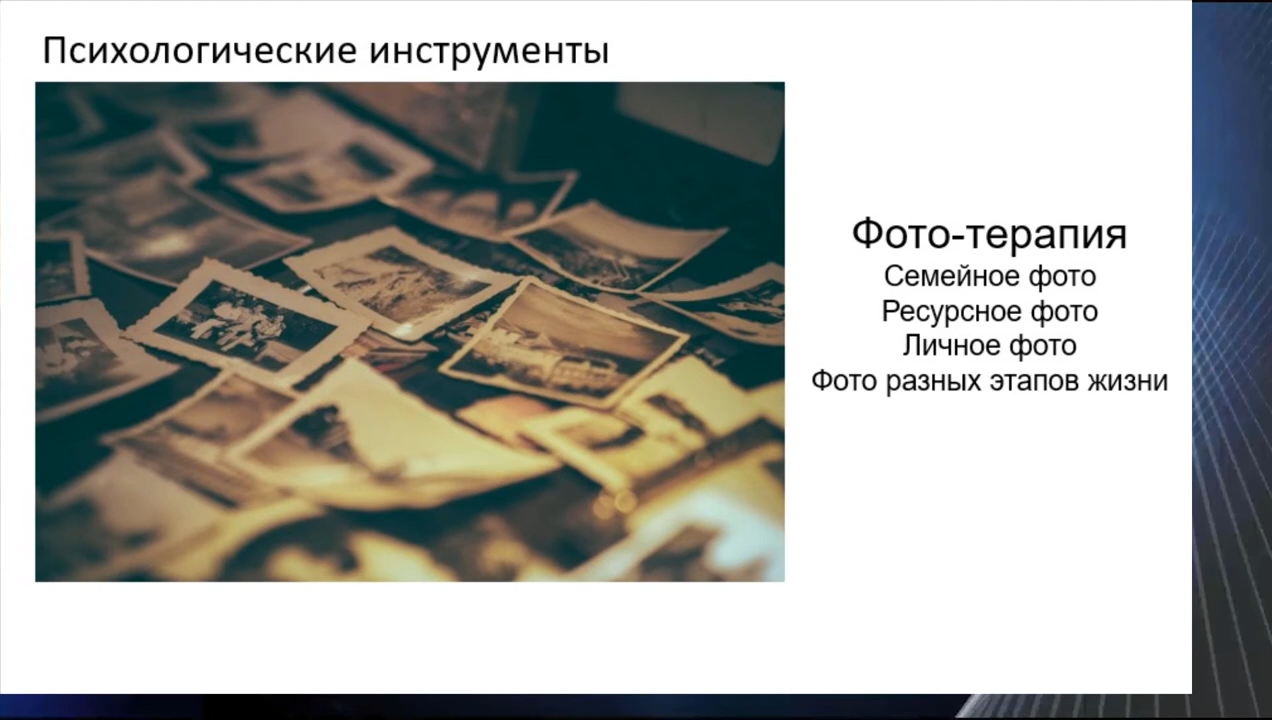 Психологические инструменты
Фото-терапия
Семейное фото
Ресурсное фото
Личное фото
Фото разных этапов жизни